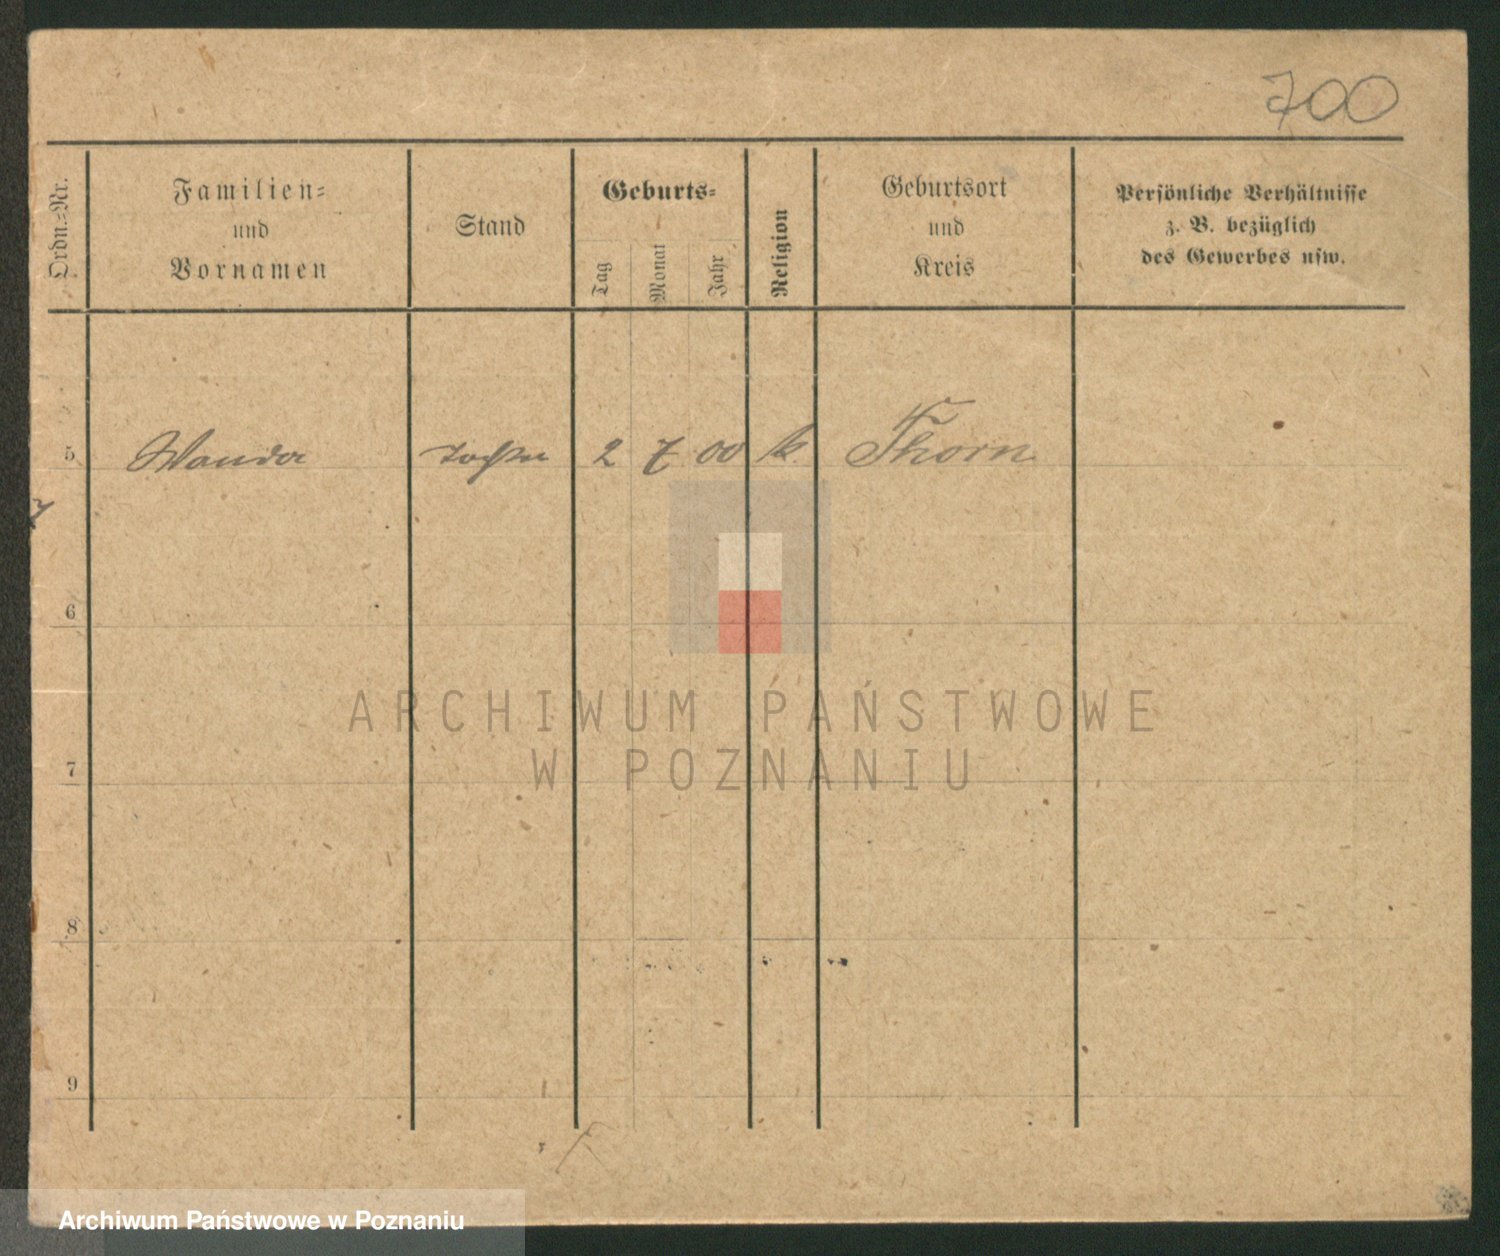 700
Ordn.=Nr.
Familien=
und
Vornamen
Stand
Geburts=
Tag
Monat
Jahr
Religion
Geburtsort
und
Kreis
Persönliche Verhältnisse
z. B. bezüglich
des Gewerbes usw.
5 Wanda Tochter 2 7 00 k. Thorn
6
7
8
9
ARCHIWUM PAŃSTWOWE
W POZNANIU
Archiwum Państwowe w Poznaniu